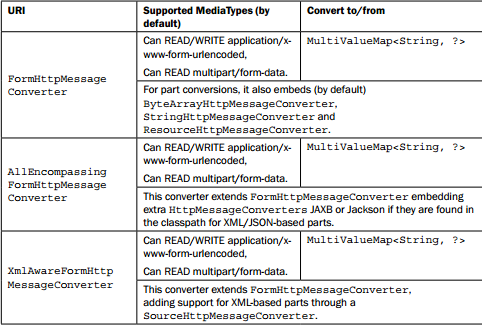 URI Supported MediaTypes (by Convert to/from
default)
Can READ/WRITE application/x- MultiValueMap<String, ?>
www-form-urlencoded,
Can READ multipart/form-data.
FormHttpMessage
Converter
For part conversions, it also embeds (by default)
ByteArrayHttpMessageConverter,
StringHttpMessageConverter and
ResourceHttpMessageConverter.
Can READ/WRITE application/x- MultiValueMap<String, ?>
www-form-urlencoded,
Can READ multipart/form-data.
AllEncompassing
FormHttpMessage
Converter
This converter extends FormHttpMessageConverter embedding
extra HttpMessageConverters JAXB or Jackson if they are found in
the classpath for XML/JSON-based parts.
Can READ/WRITE application/x- MultiValueMap<String, ?>
www-form-urlencoded,
Can READ multipart/form-data.
XmlAwareFormHttp
MessageConverter
This converter extends FormHttpMessageConverter,
adding support for XML-based parts through a
SourceHttpMessageConverter.